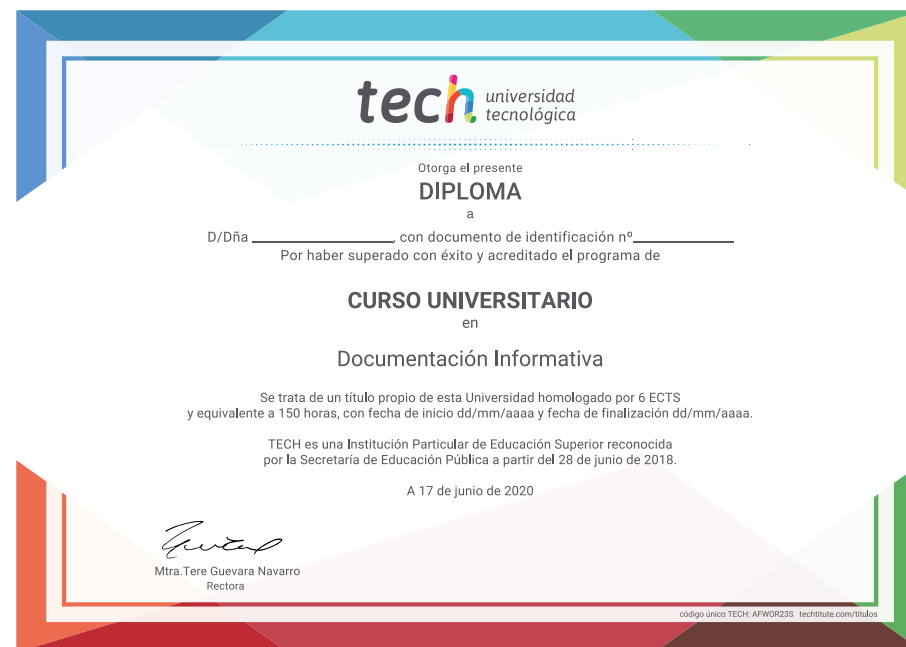 tech universidad
tecnológica
Otorga el presente
DIPLOMA
a
D/Dña ____________________, con documento de identificación nº______________
Por haber superado con éxito y acreditado el programa de
CURSO UNIVERSITARIO
en
Documentación Informativa
Se trata de un título propio de esta Universidad homologado por 6 ECTS
y equivalente a 150 horas, con fecha de inicio dd/mm/aaaa y fecha de finalización dd/mm/aaaa.
TECH es una Institución Particular de Educación Superior reconocida
por la Secretaría de Educación Pública a partir del 28 de junio de 2018.
A 17 de junio de 2020
Mtra.Tere Guevara Navarro
Rectora
código único TECH: AFWOR23S techtitute.com/titulos